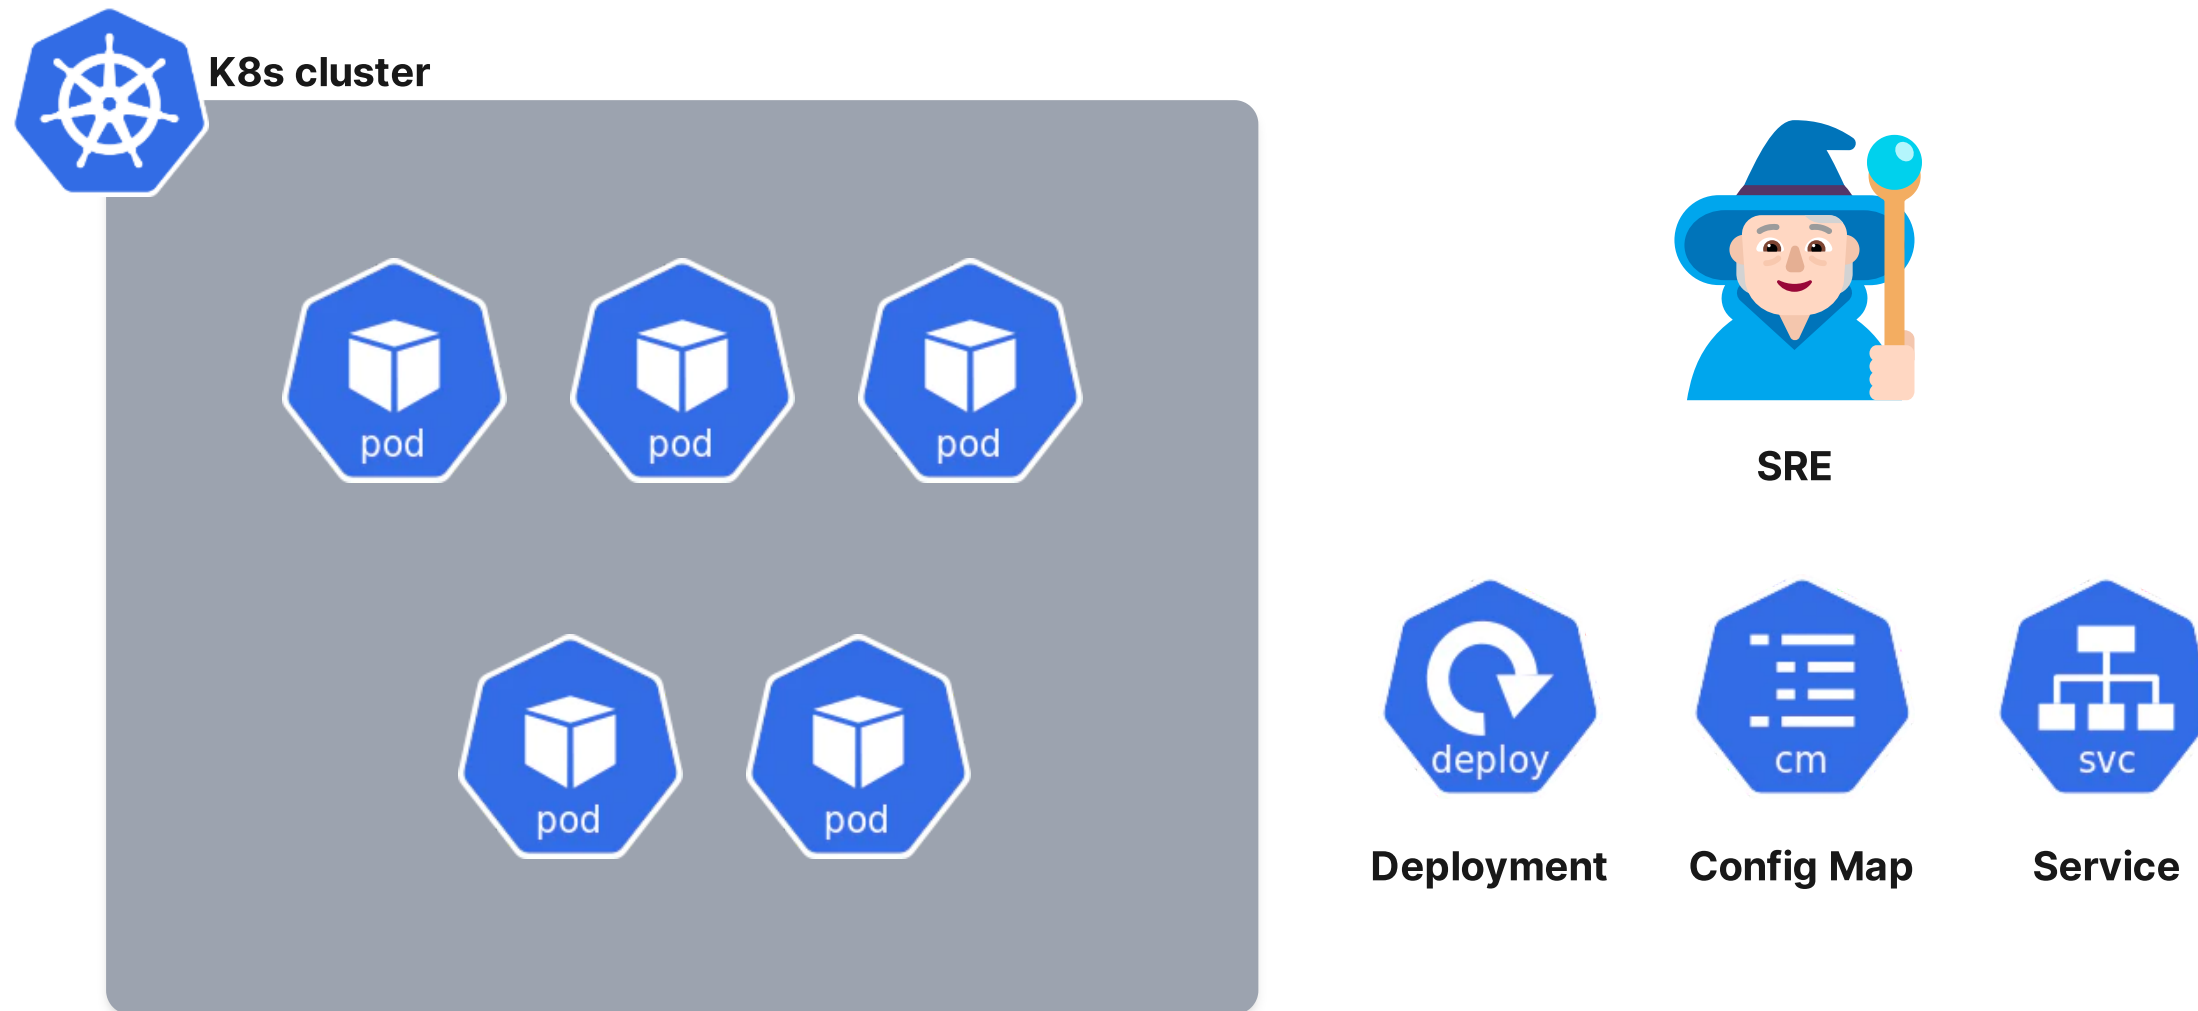 K8s cluster
pod
pod
pod
pod
pod
SRE
deploy
cm
svc
Deployment
Config Map
Service